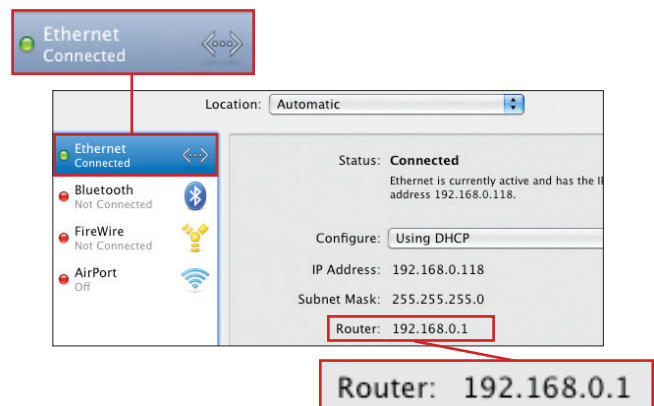 Ethernet
Connected
Location: Automatic
Ethernet
Connected
Bluetooth
Not Connected
FireWire
Not Connected
AirPort
Off
Status: Connected
Ethernet is currently active and has the
address 192.168.0.118.
Configure: Using DHCP
IP Address: 192.168.0.118
Subnet Mask: 255.255.255.0
Router: 192.168.0.1
Router: 192.168.0.1